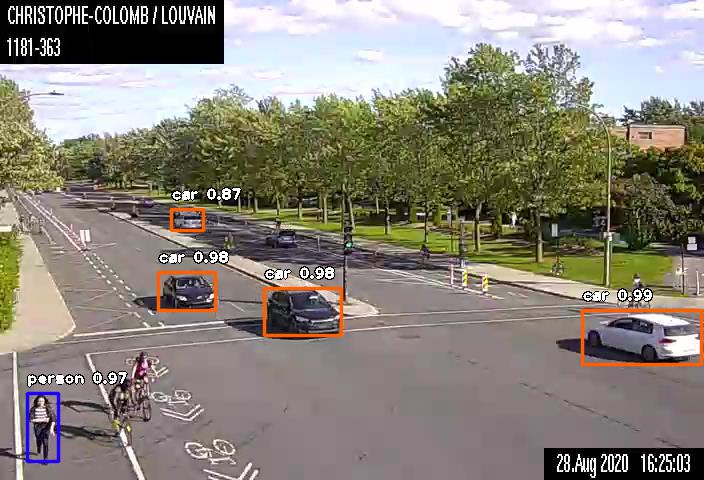 CHRISTOPHE-COLOMB / LOUVAIN
1181-363
car 0.87
car 0.98
car 0.98
car 0.99
person 0.97
28.Aug 2020 16:25:03